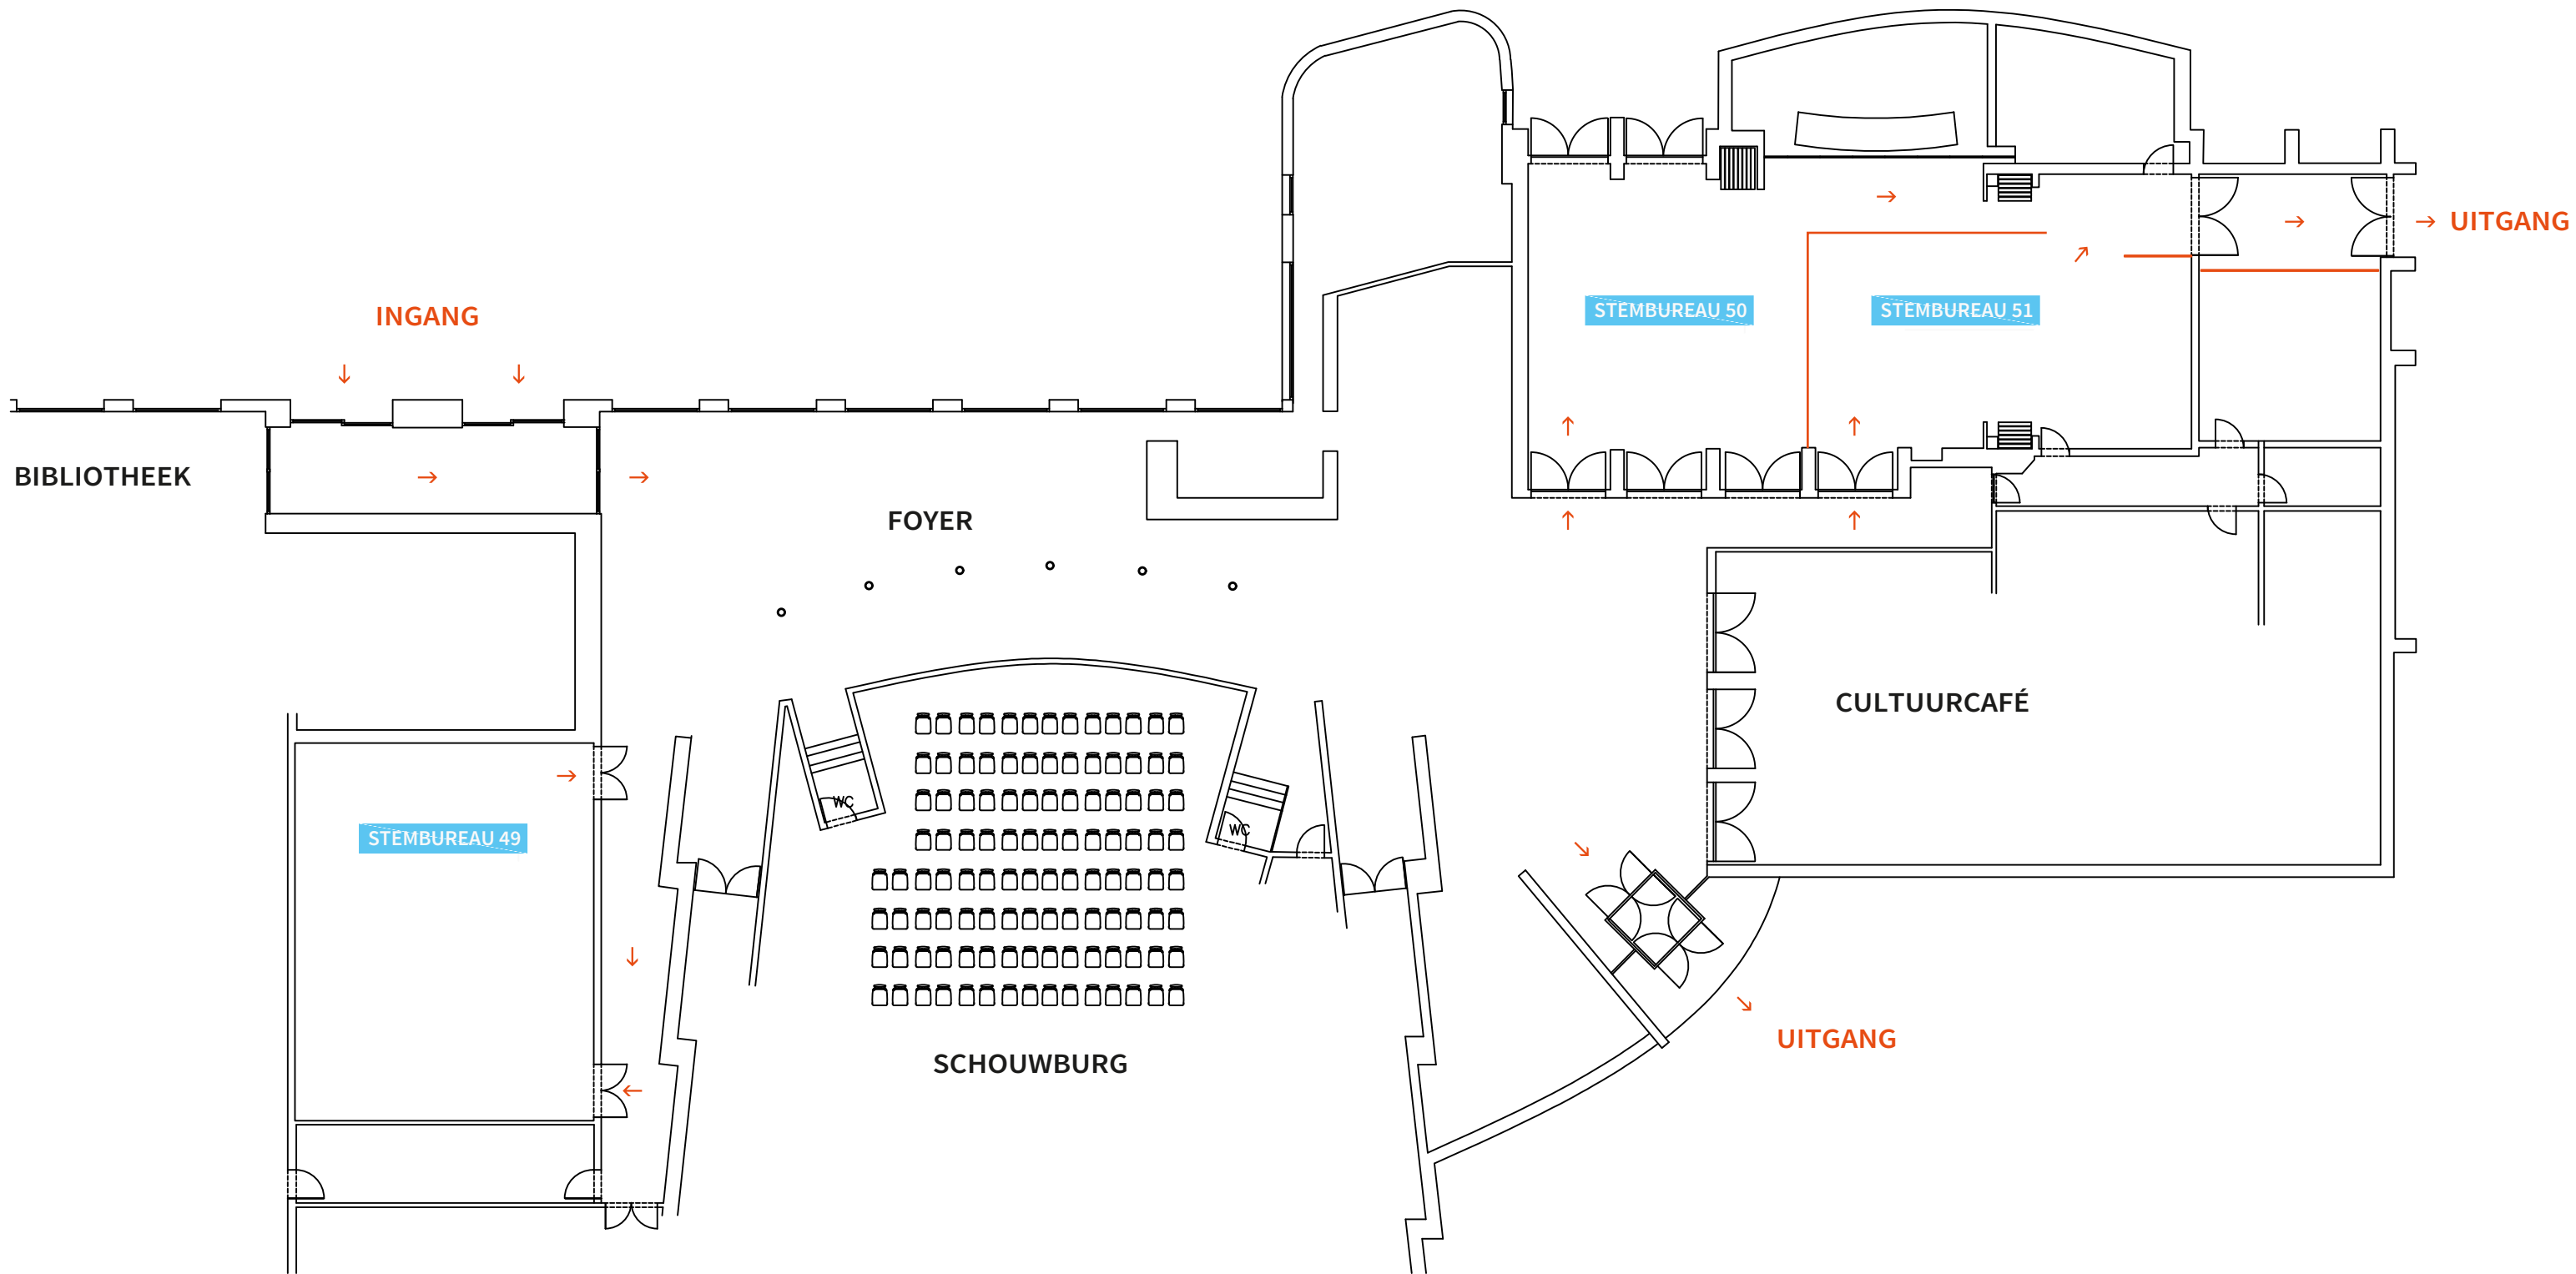 UITGANG
STEMBUREAU 50
STEMBUREAU 51
INGANG
BIBLIOTHEEK
FOYER
CULTUURCAFÉ
WC
WC
STEMBUREAU 49
UITGANG
SCHOUWBURG